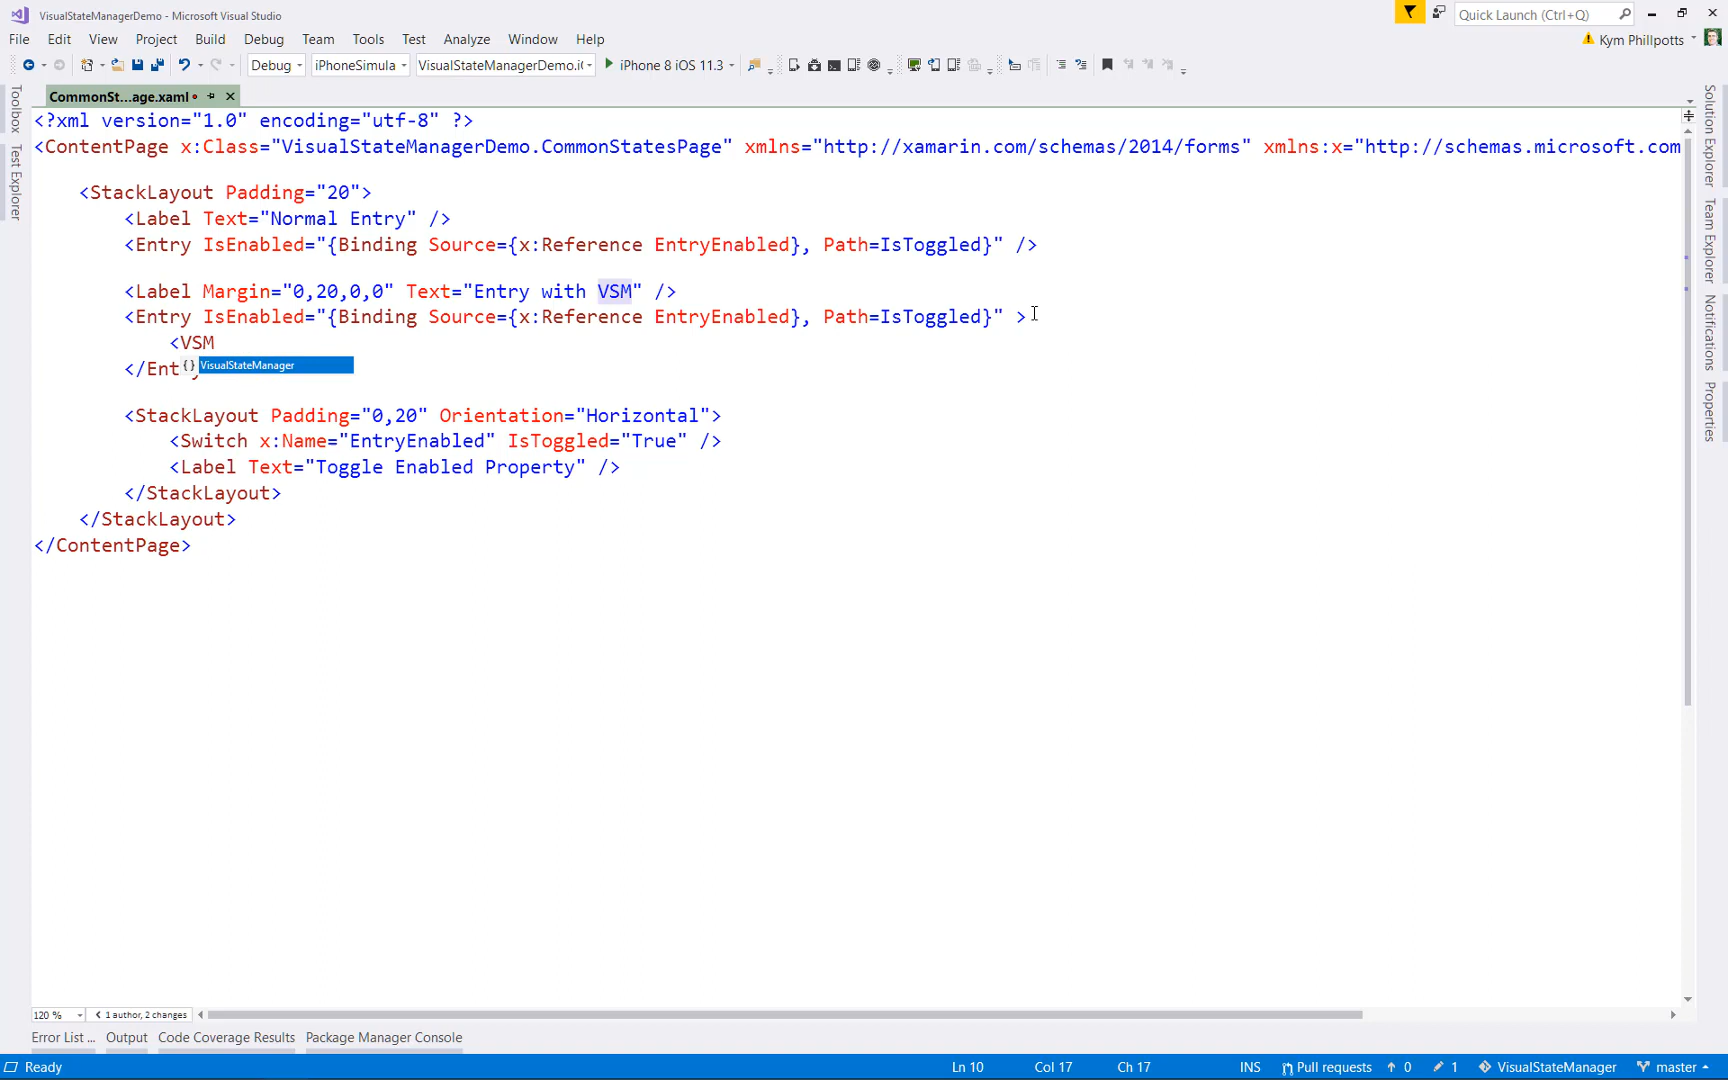 VisualStateManagerDemo - Microsoft Visual Studio
Quick Launch (Ctrl+Q)
File Edit View Project Build Debug Team Tools Test Analyze Window Help
Kym Phillpotts
Debug iPhoneSimula VisualStateManagerDemo.i( iPhone 8 iOS 11.3
CommonSt...age.xaml
Toolbox
Test Explorer
<?xml version="1.0" encoding="utf-8" ?>
<ContentPage x:Class="VisualStateManagerDemo.CommonStatesPage" xmlns="http://xamarin.com/schemas/2014/forms" xmlns:x="http://schemas.microsoft.com
<StackLayout Padding="20">
<Label Text="Normal Entry" />
<Entry IsEnabled="{Binding Source={x:Reference EntryEnabled}, Path=IsToggled}" />
<Label Margin="0,20,0,0" Text="Entry with VSM" />
<Entry IsEnabled="{Binding Source={x:Reference EntryEnabled}, Path=IsToggled}" >
<VSM
{} VisualStateManager
</Entry
<StackLayout Padding="0,20" Orientation="Horizontal">
<Switch x:Name="EntryEnabled" IsToggled="True" />
<Label Text="Toggle Enabled Property" />
</StackLayout>
</StackLayout>
</ContentPage>
Solution Explorer
Team Explorer
Notifications
Properties
120 % 1 author, 2 changes
Error List ... Output Code Coverage Results Package Manager Console
Ready Ln 10 Col 17 Ch 17 INS Pull requests 0 1 VisualStateManager master